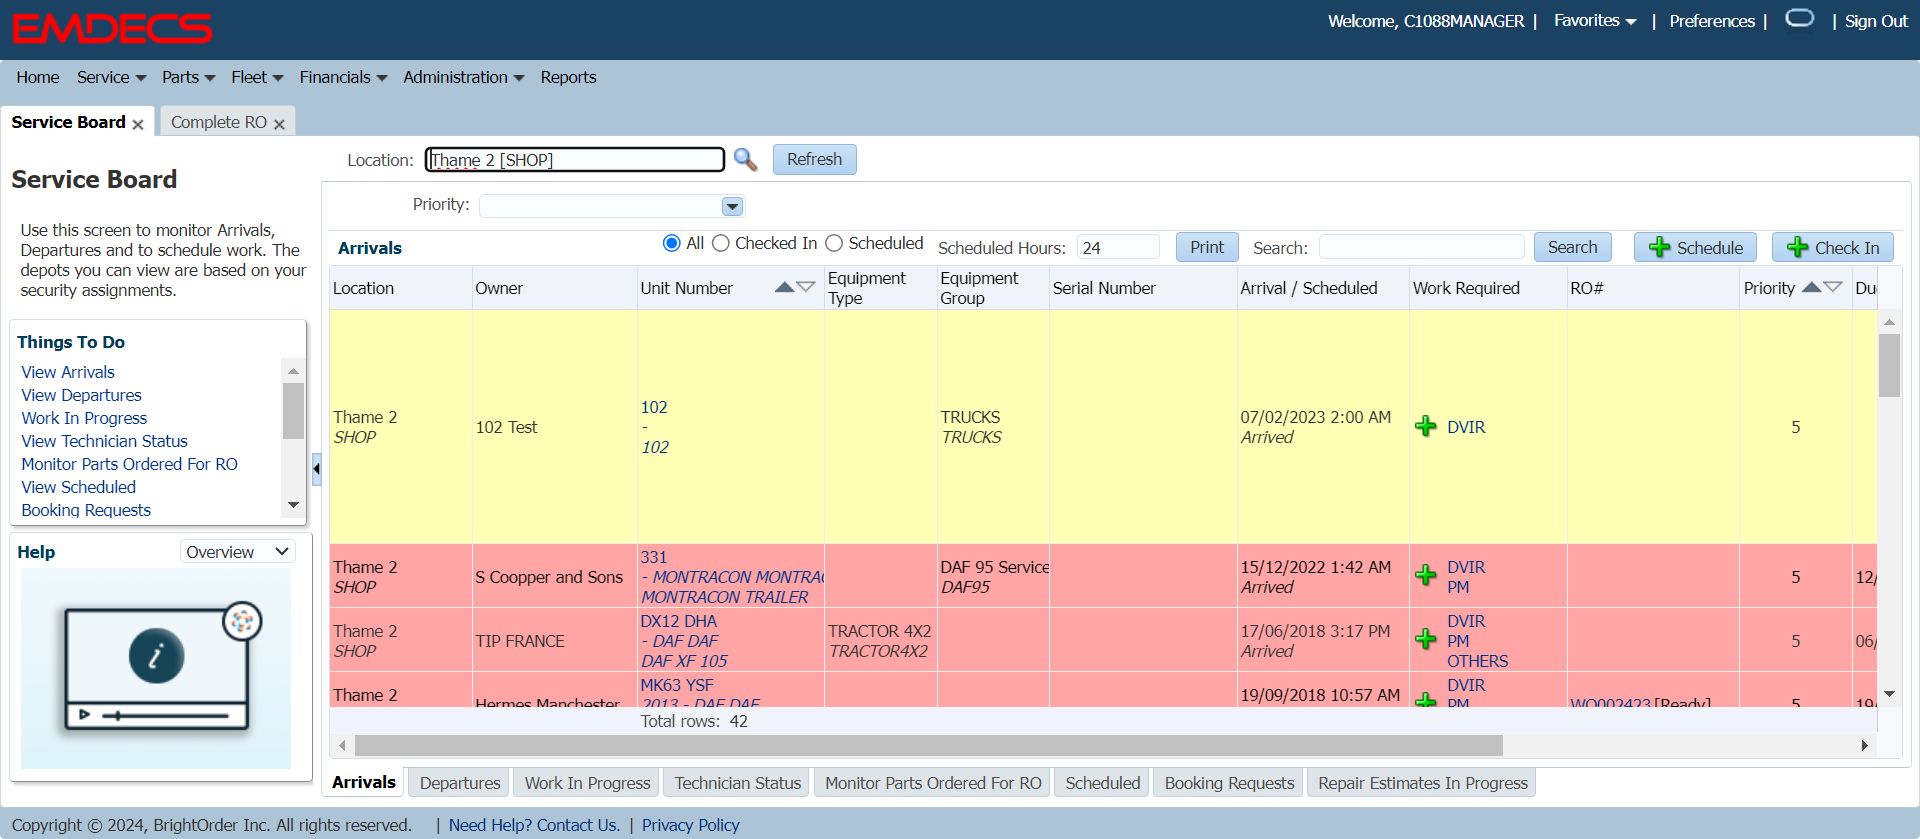 EMDECS
Welcome, C1088MANAGER | Favorites | Preferences | | Sign Out
Home Service Parts Fleet Financials Administration Reports
Service Board Complete RO
Location: Thame 2 [SHOP] Refresh
Service Board
Priority:
Use this screen to monitor Arrivals,
Departures and to schedule work. The
depots you can view are based on your
security assignments.
Arrivals All Checked In Scheduled Scheduled Hours: 24 Print Search: Search Schedule Check In
Location Owner Unit Number Equipment Type Equipment Group Serial Number Arrival / Scheduled Work Required RO# Priority Du
Things To Do
View Arrivals
View Departures
Work In Progress
View Technician Status
Monitor Parts Ordered For RO
View Scheduled
Booking Requests
Thame 2 SHOP 102 Test 102 - 102 TRUCKS TRUCKS 07/02/2023 2:00 AM Arrived DVIR 5
Thame 2 SHOP S Coopper and Sons 331 - MONTRACON MONTRAC MONTRACON TRAILER DAF 95 Service DAF95 15/12/2022 1:42 AM Arrived DVIR PM 5 12/
Thame 2 SHOP TIP FRANCE DX12 DHA - DAF DAF DAF XF 105 TRACTOR 4X2 TRACTOR4X2 17/06/2018 3:17 PM Arrived DVIR PM OTHERS 5 06/
Thame 2 Hermes Manchester MK63 YSF 2013 - DAF DAF 19/09/2018 10:57 AM DVIR PM WO002423 [Ready] 5 19/
Total rows: 42
Help Overview
i
Arrivals Departures Work In Progress Technician Status Monitor Parts Ordered For RO Scheduled Booking Requests Repair Estimates In Progress
Copyright © 2024, BrightOrder Inc. All rights reserved. | Need Help? Contact Us. | Privacy Policy